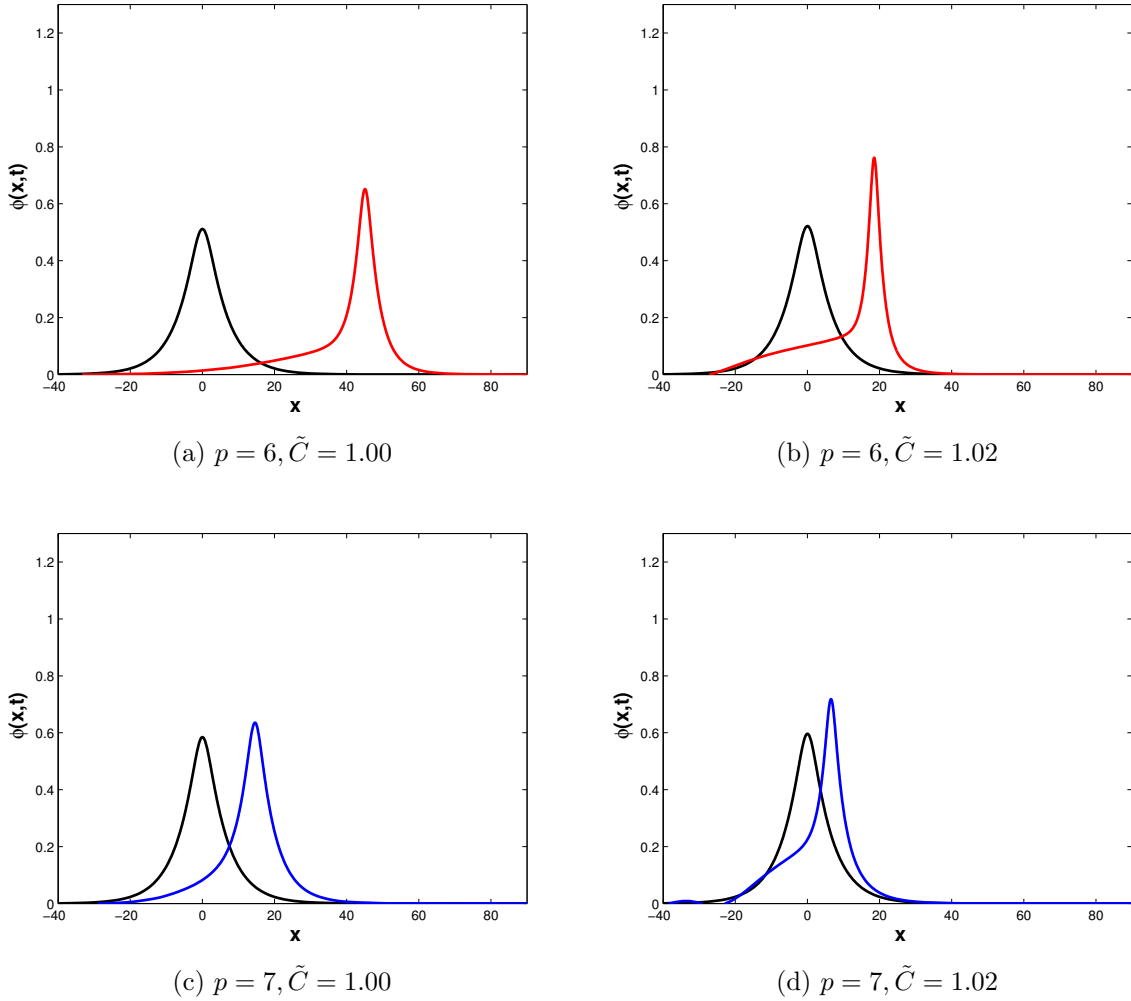 1.2
1
0.8
0.6
0.4
0.2
0
−40 −20 0 20 40 60 80
ϕ(x,t)
x
(a) p = 6, C̃ = 1.00
1.2
1
0.8
0.6
0.4
0.2
0
−40 −20 0 20 40 60 80
ϕ(x,t)
x
(b) p = 6, C̃ = 1.02
1.2
1
0.8
0.6
0.4
0.2
0
−40 −20 0 20 40 60 80
ϕ(x,t)
x
(c) p = 7, C̃ = 1.00
1.2
1
0.8
0.6
0.4
0.2
0
−40 −20 0 20 40 60 80
ϕ(x,t)
x
(d) p = 7, C̃ = 1.02